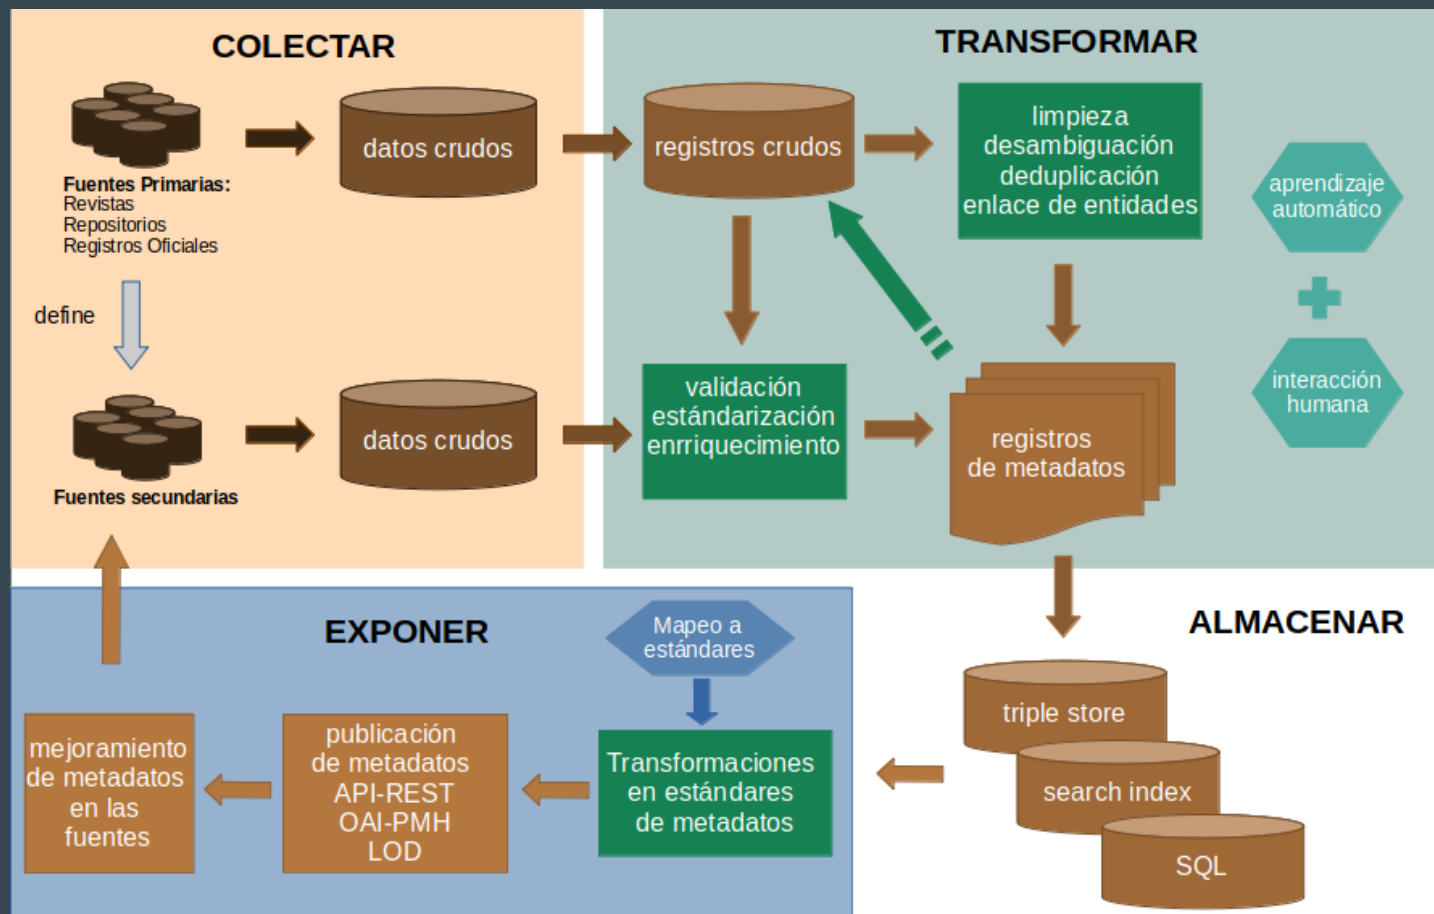 COLECTAR
Fuentes Primarias:
Revistas
Repositorios
Registros Oficiales
datos crudos
define
Fuentes secundarias
datos crudos
TRANSFORMAR
registros crudos
limpieza
desambiguación
deduplicación
enlace de entidades
aprendizaje
automático
interacción
humana
validación
estándarización
enrriquecimiento
registros
de metadatos
ALMACENAR
triple store
search index
SQL
EXPONER
Mapeo a
estándares
Transformaciones
en estándares
de metadatos
publicación
de metadatos
API-REST
OAI-PMH
LOD
mejoramiento
de metadatos
en las
fuentes